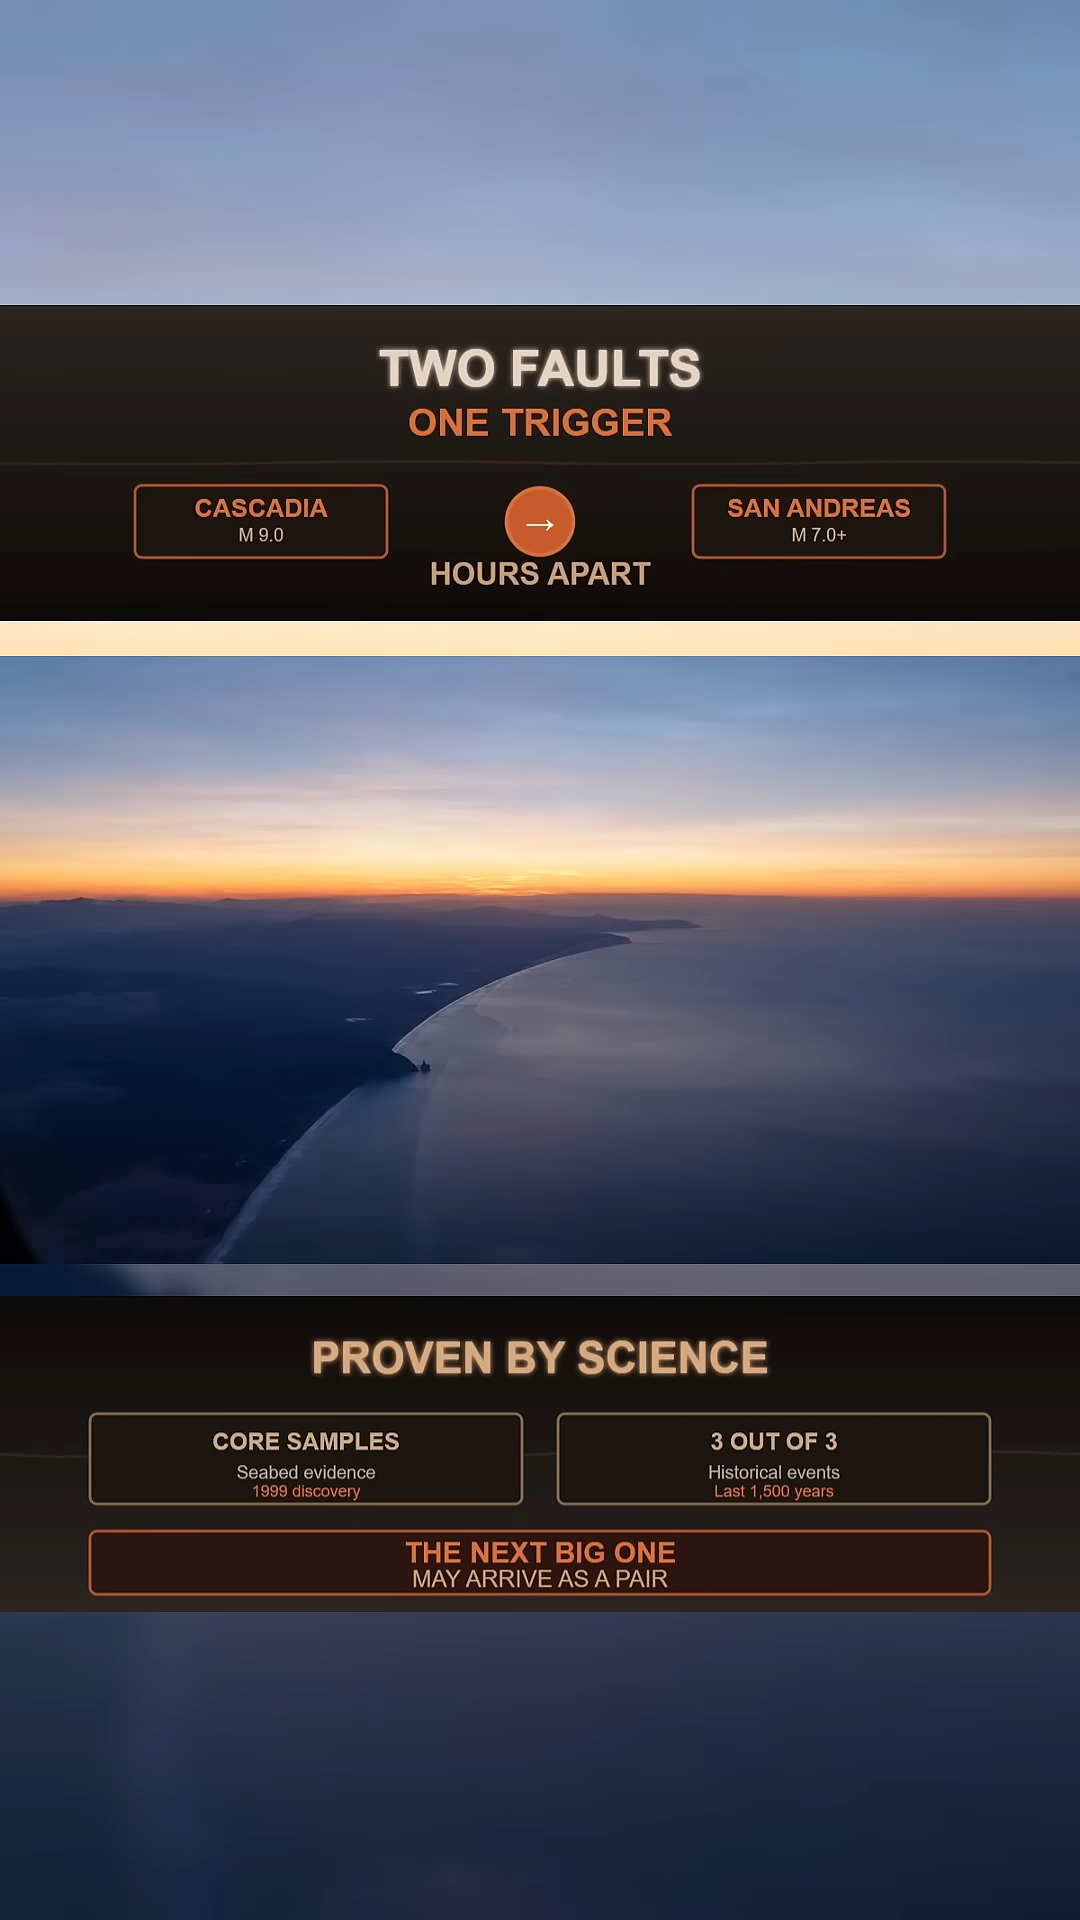 TWO FAULTS
ONE TRIGGER
CASCADIA
M 9.0
→
SAN ANDREAS
M 7.0+
HOURS APART
PROVEN BY SCIENCE
CORE SAMPLES
Seabed evidence
1999 discovery
3 OUT OF 3
Historical events
Last 1,500 years
THE NEXT BIG ONE
MAY ARRIVE AS A PAIR